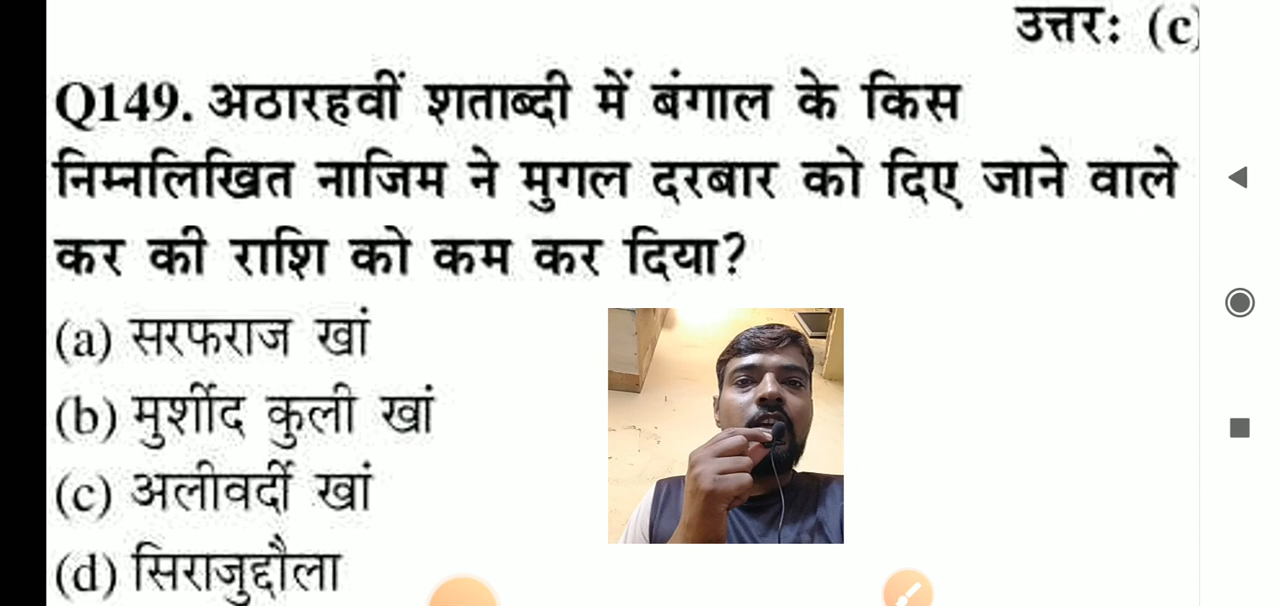 उत्तरः (c)
Q149. अठारहवीं शताब्दी में बंगाल के किस
निम्नलिखित नाजिम ने मुगल दरबार को दिए जाने वाले
कर की राशि को कम कर दिया?
(a) सरफराज खां
(b) मुर्शीद कुली खां
(c) अलीवर्दी खां
(d) सिराजुद्दौला